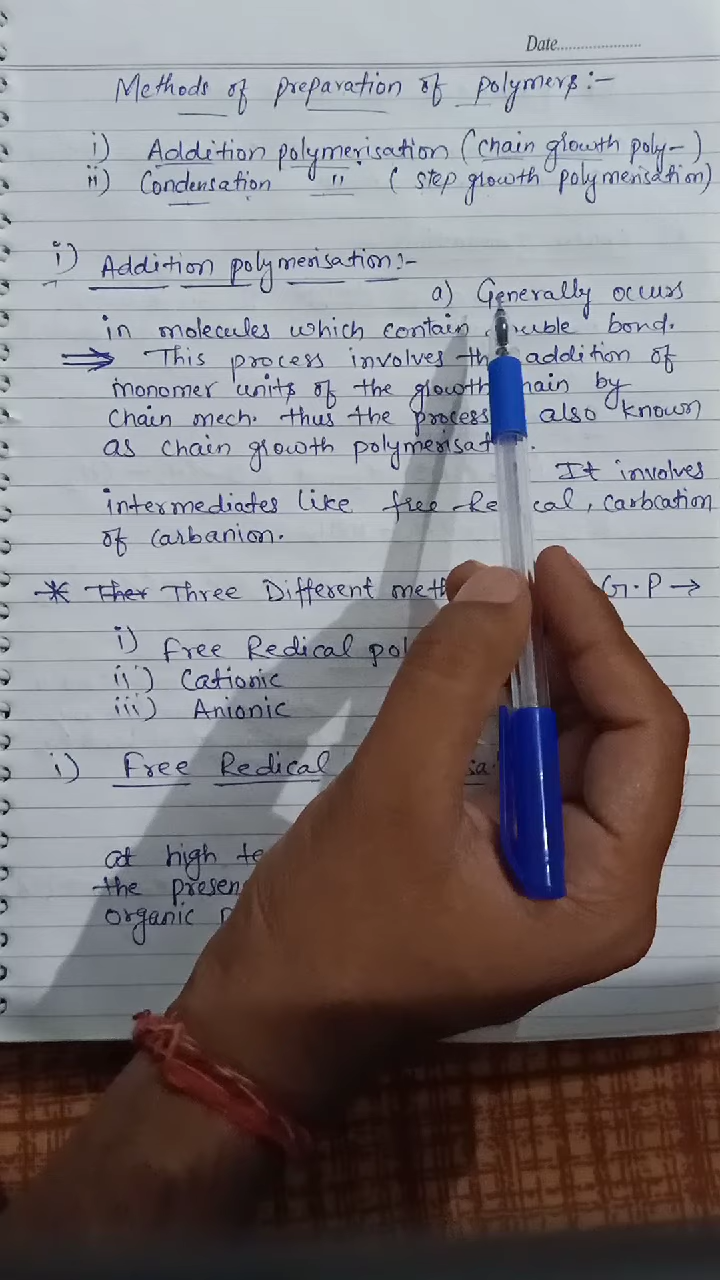 Date
Methods of preparation of polymers:-
i) Addition polymerisation (chain growth poly-)
ii) Condensation " ( step growth polymerisation)
i) Addition polymerisation:-
a) Generally occurs
in molecules which contain bond.
⇒ This process involves addition of
monomer units of the growth by
chain mech. thus the process also known
as chain growth
It involves
intermediates like free carbcation
of carbanion.
* Three Different G.P →
i) Free Redical
ii) Cationic
iii) Anionic
i) Free Redical
at high
the
organic